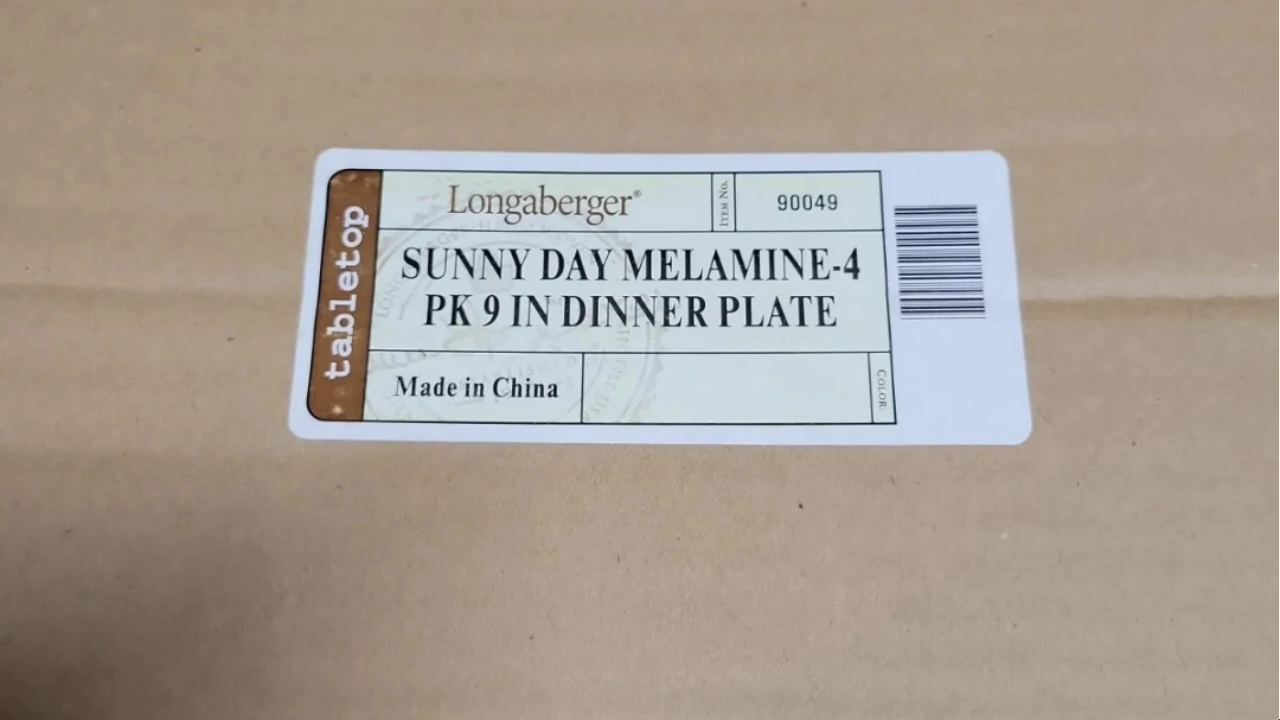 tabletop
Longaberger®
ITEM NO.
90049
SUNNY DAY MELAMINE-4
PK 9 IN DINNER PLATE
Made in China
COLOR: